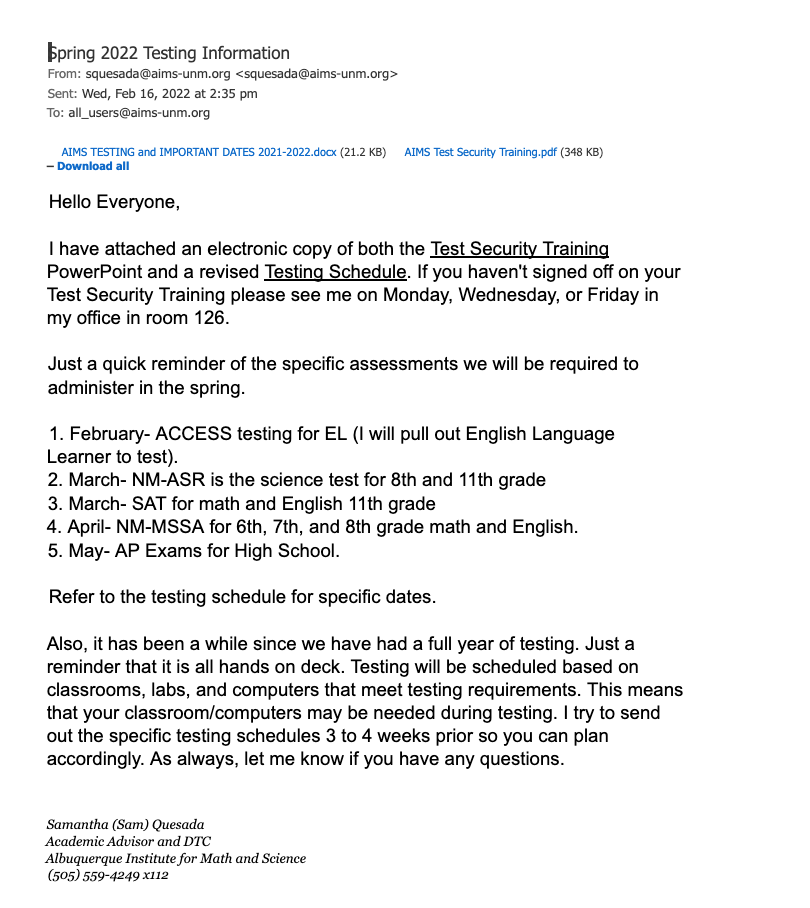 Spring 2022 Testing Information
From: squesada@aims-unm.org <squesada@aims-unm.org>
Sent: Wed, Feb 16, 2022 at 2:35 pm
To: all_users@aims-unm.org
AIMS TESTING and IMPORTANT DATES 2021-2022.docx (21.2 KB) AIMS Test Security Training.pdf (348 KB)
– Download all
Hello Everyone,
I have attached an electronic copy of both the Test Security Training
PowerPoint and a revised Testing Schedule. If you haven't signed off on your
Test Security Training please see me on Monday, Wednesday, or Friday in
my office in room 126.
Just a quick reminder of the specific assessments we will be required to
administer in the spring.
1. February- ACCESS testing for EL (I will pull out English Language
Learner to test).
2. March- NM-ASR is the science test for 8th and 11th grade
3. March- SAT for math and English 11th grade
4. April- NM-MSSA for 6th, 7th, and 8th grade math and English.
5. May- AP Exams for High School.
Refer to the testing schedule for specific dates.
Also, it has been a while since we have had a full year of testing. Just a
reminder that it is all hands on deck. Testing will be scheduled based on
classrooms, labs, and computers that meet testing requirements. This means
that your classroom/computers may be needed during testing. I try to send
out the specific testing schedules 3 to 4 weeks prior so you can plan
accordingly. As always, let me know if you have any questions.
Samantha (Sam) Quesada
Academic Advisor and DTC
Albuquerque Institute for Math and Science
(505) 559-4249 x112